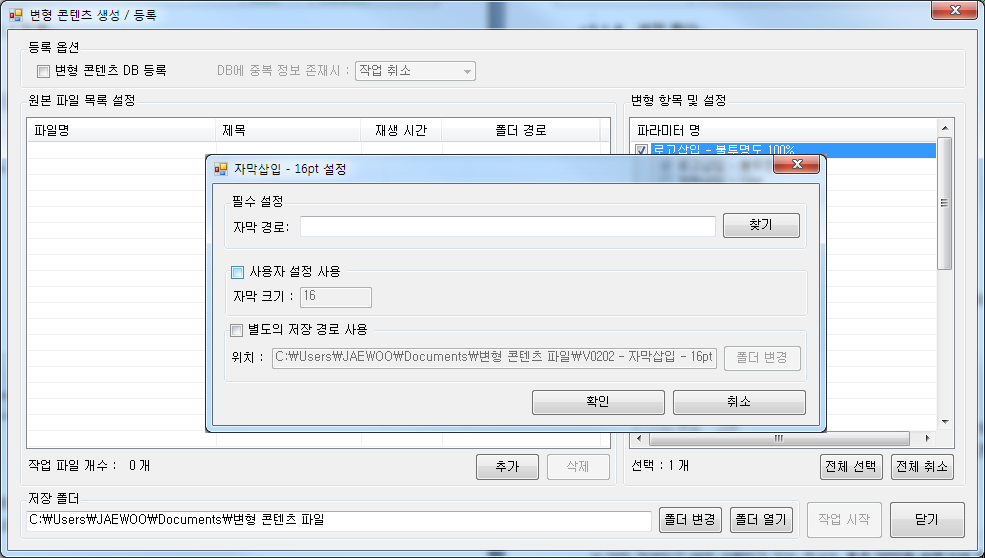 변형 콘텐츠 생성 / 등록
등록 옵션
변형 콘텐츠 DB 등록
DB에 중복 정보 존재시 :
작업 취소
원본 파일 목록 설정
변형 항목 및 설정
파일명
제목
재생 시간
폴더 경로
파라미터 명
로고삽입 - 불투명도 100%
자막삽입 - 16pt 설정
필수 설정
자막 경로:
찾기
사용자 설정 사용
자막 크기 :
16
별도의 저장 경로 사용
위치 :
C:₩Users₩JAEWOO₩Documents₩변형 콘텐츠 파일₩V0202 - 자막삽입 - 16pt
폴더 변경
확인
취소
작업 파일 개수 : 0 개
추가
삭제
선택 : 1 개
전체 선택
전체 취소
저장 폴더
C:₩Users₩JAEWOO₩Documents₩변형 콘텐츠 파일
폴더 변경
폴더 열기
작업 시작
닫기